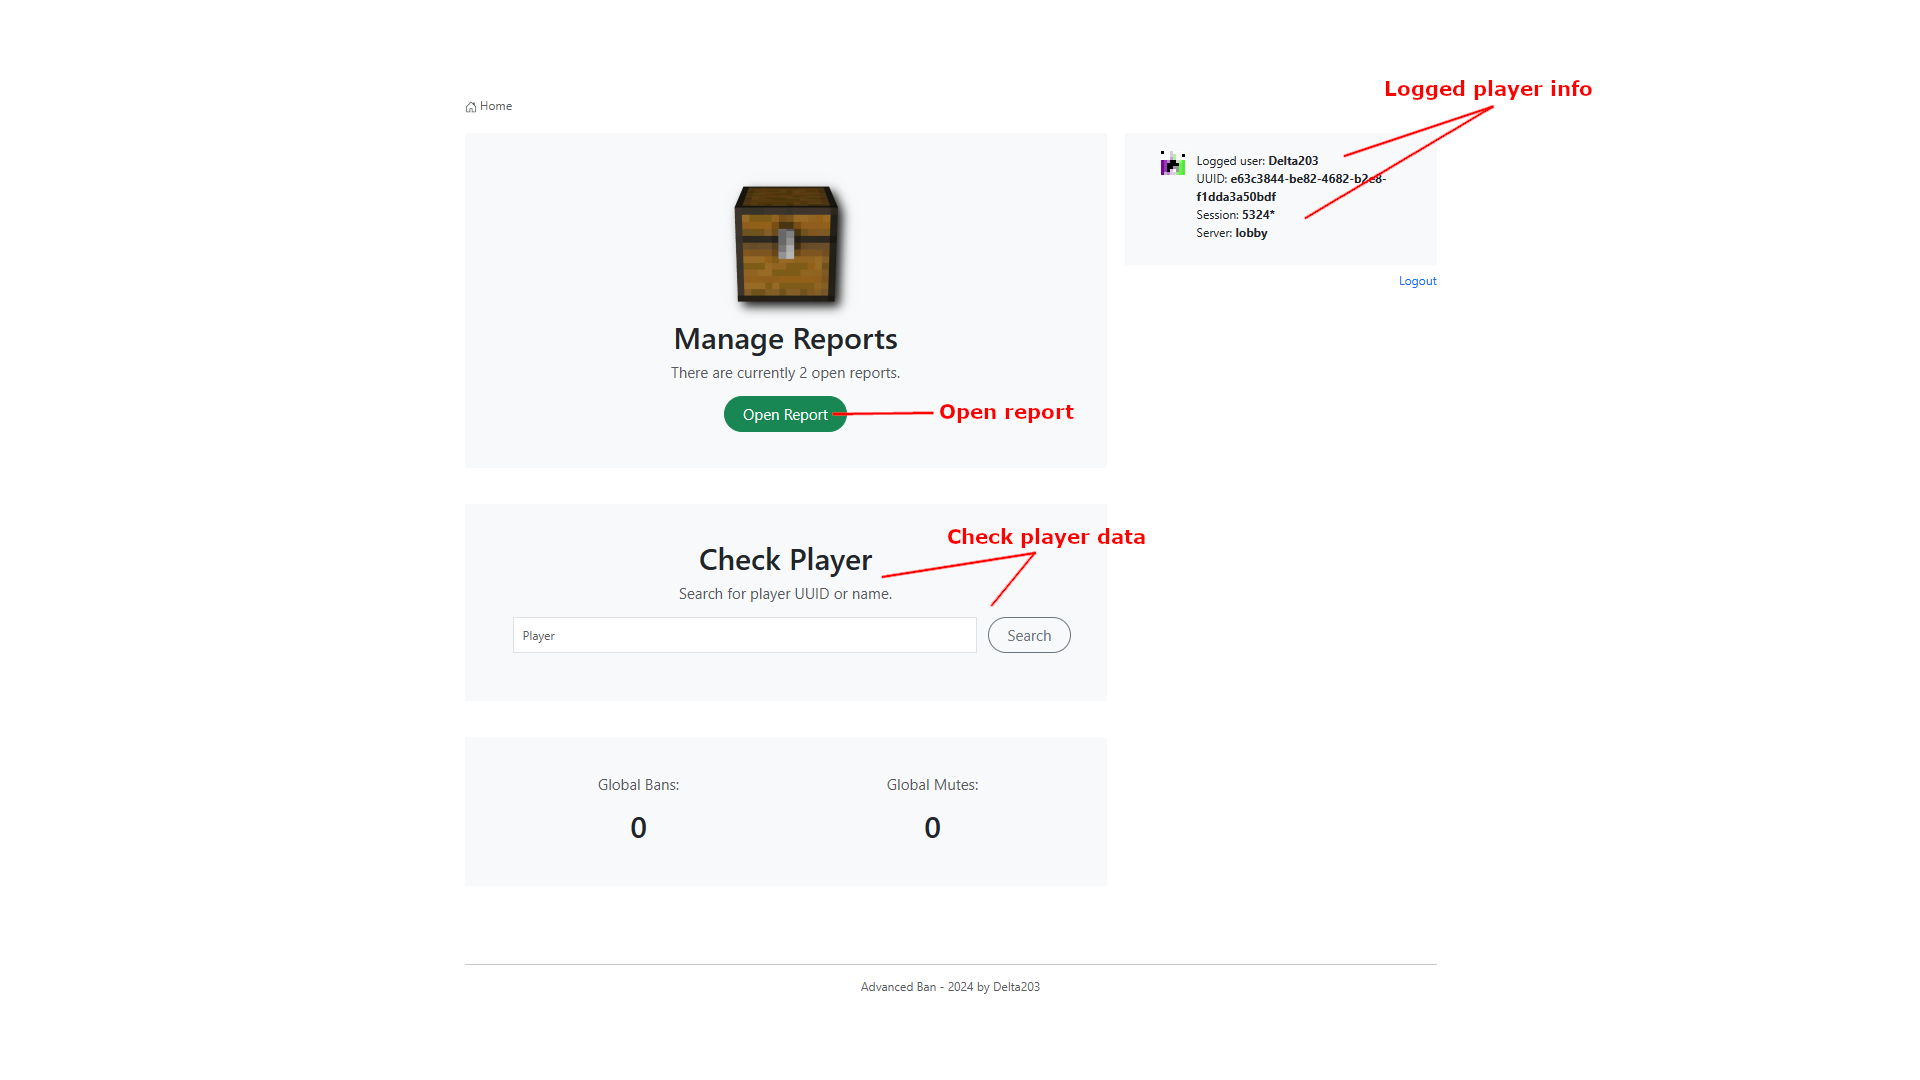 Logged player info
Home
Logged user: Delta203
UUID: e63c3844-be82-4682-b2e8-
f1dda3a50bdf
Session: 5324*
Server: lobby
Logout
Manage Reports
There are currently 2 open reports.
Open Report
Open report
Check player data
Check Player
Search for player UUID or name.
Player
Search
Global Bans:
0
Global Mutes:
0
Advanced Ban - 2024 by Delta203